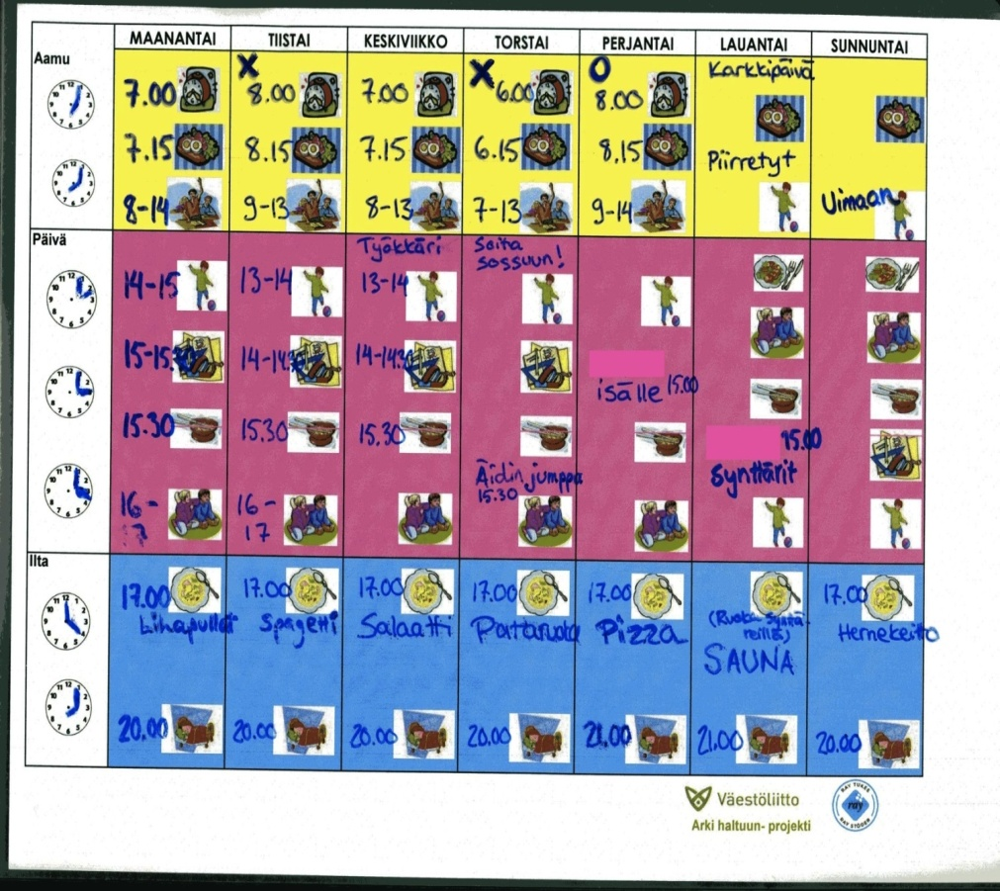 MAANANTAI TIISTAI KESKIVIIKKO TORSTAI PERJANTAI LAUANTAI SUNNUNTAI
Aamu
X X O Karkkipäivä
7.00 8.00 7.00 6.00 8.00
7.15 8.15 7.15 6.15 8.15 Piirretyt
8-14 9-13 8-13 7-13 9-14 Uimaan
Päivä
Työkkäri Soita
sossuun!
14-15 13-14 13-14
15-15.30 14-14.30 14-14.30
isälle 15.00
15.30 15.30 15.30 15.00
Äidin jumppa Synttärit
15.30
16- 16-
17 17
Ilta
17.00 17.00 17.00 17.00 17.00 17.00
Lihapullat Spagetti Salaatti Pataruoka Pizza (Ruoka synttä- Hernekeitto
reillä)
SAUNA
20.00 20.00 20.00 20.00 21.00 21.00 20.00
Väestöliitto
Arki haltuun- projekti
RAY TUKEE
ray
RAY STÖDER